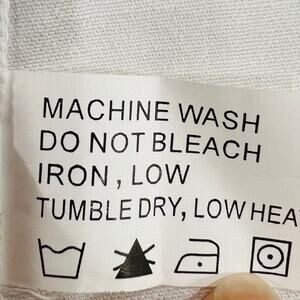 MACHINE WASH
DO NOT BLEACH
IRON, LOW
TUMBLE DRY, LOW HEA